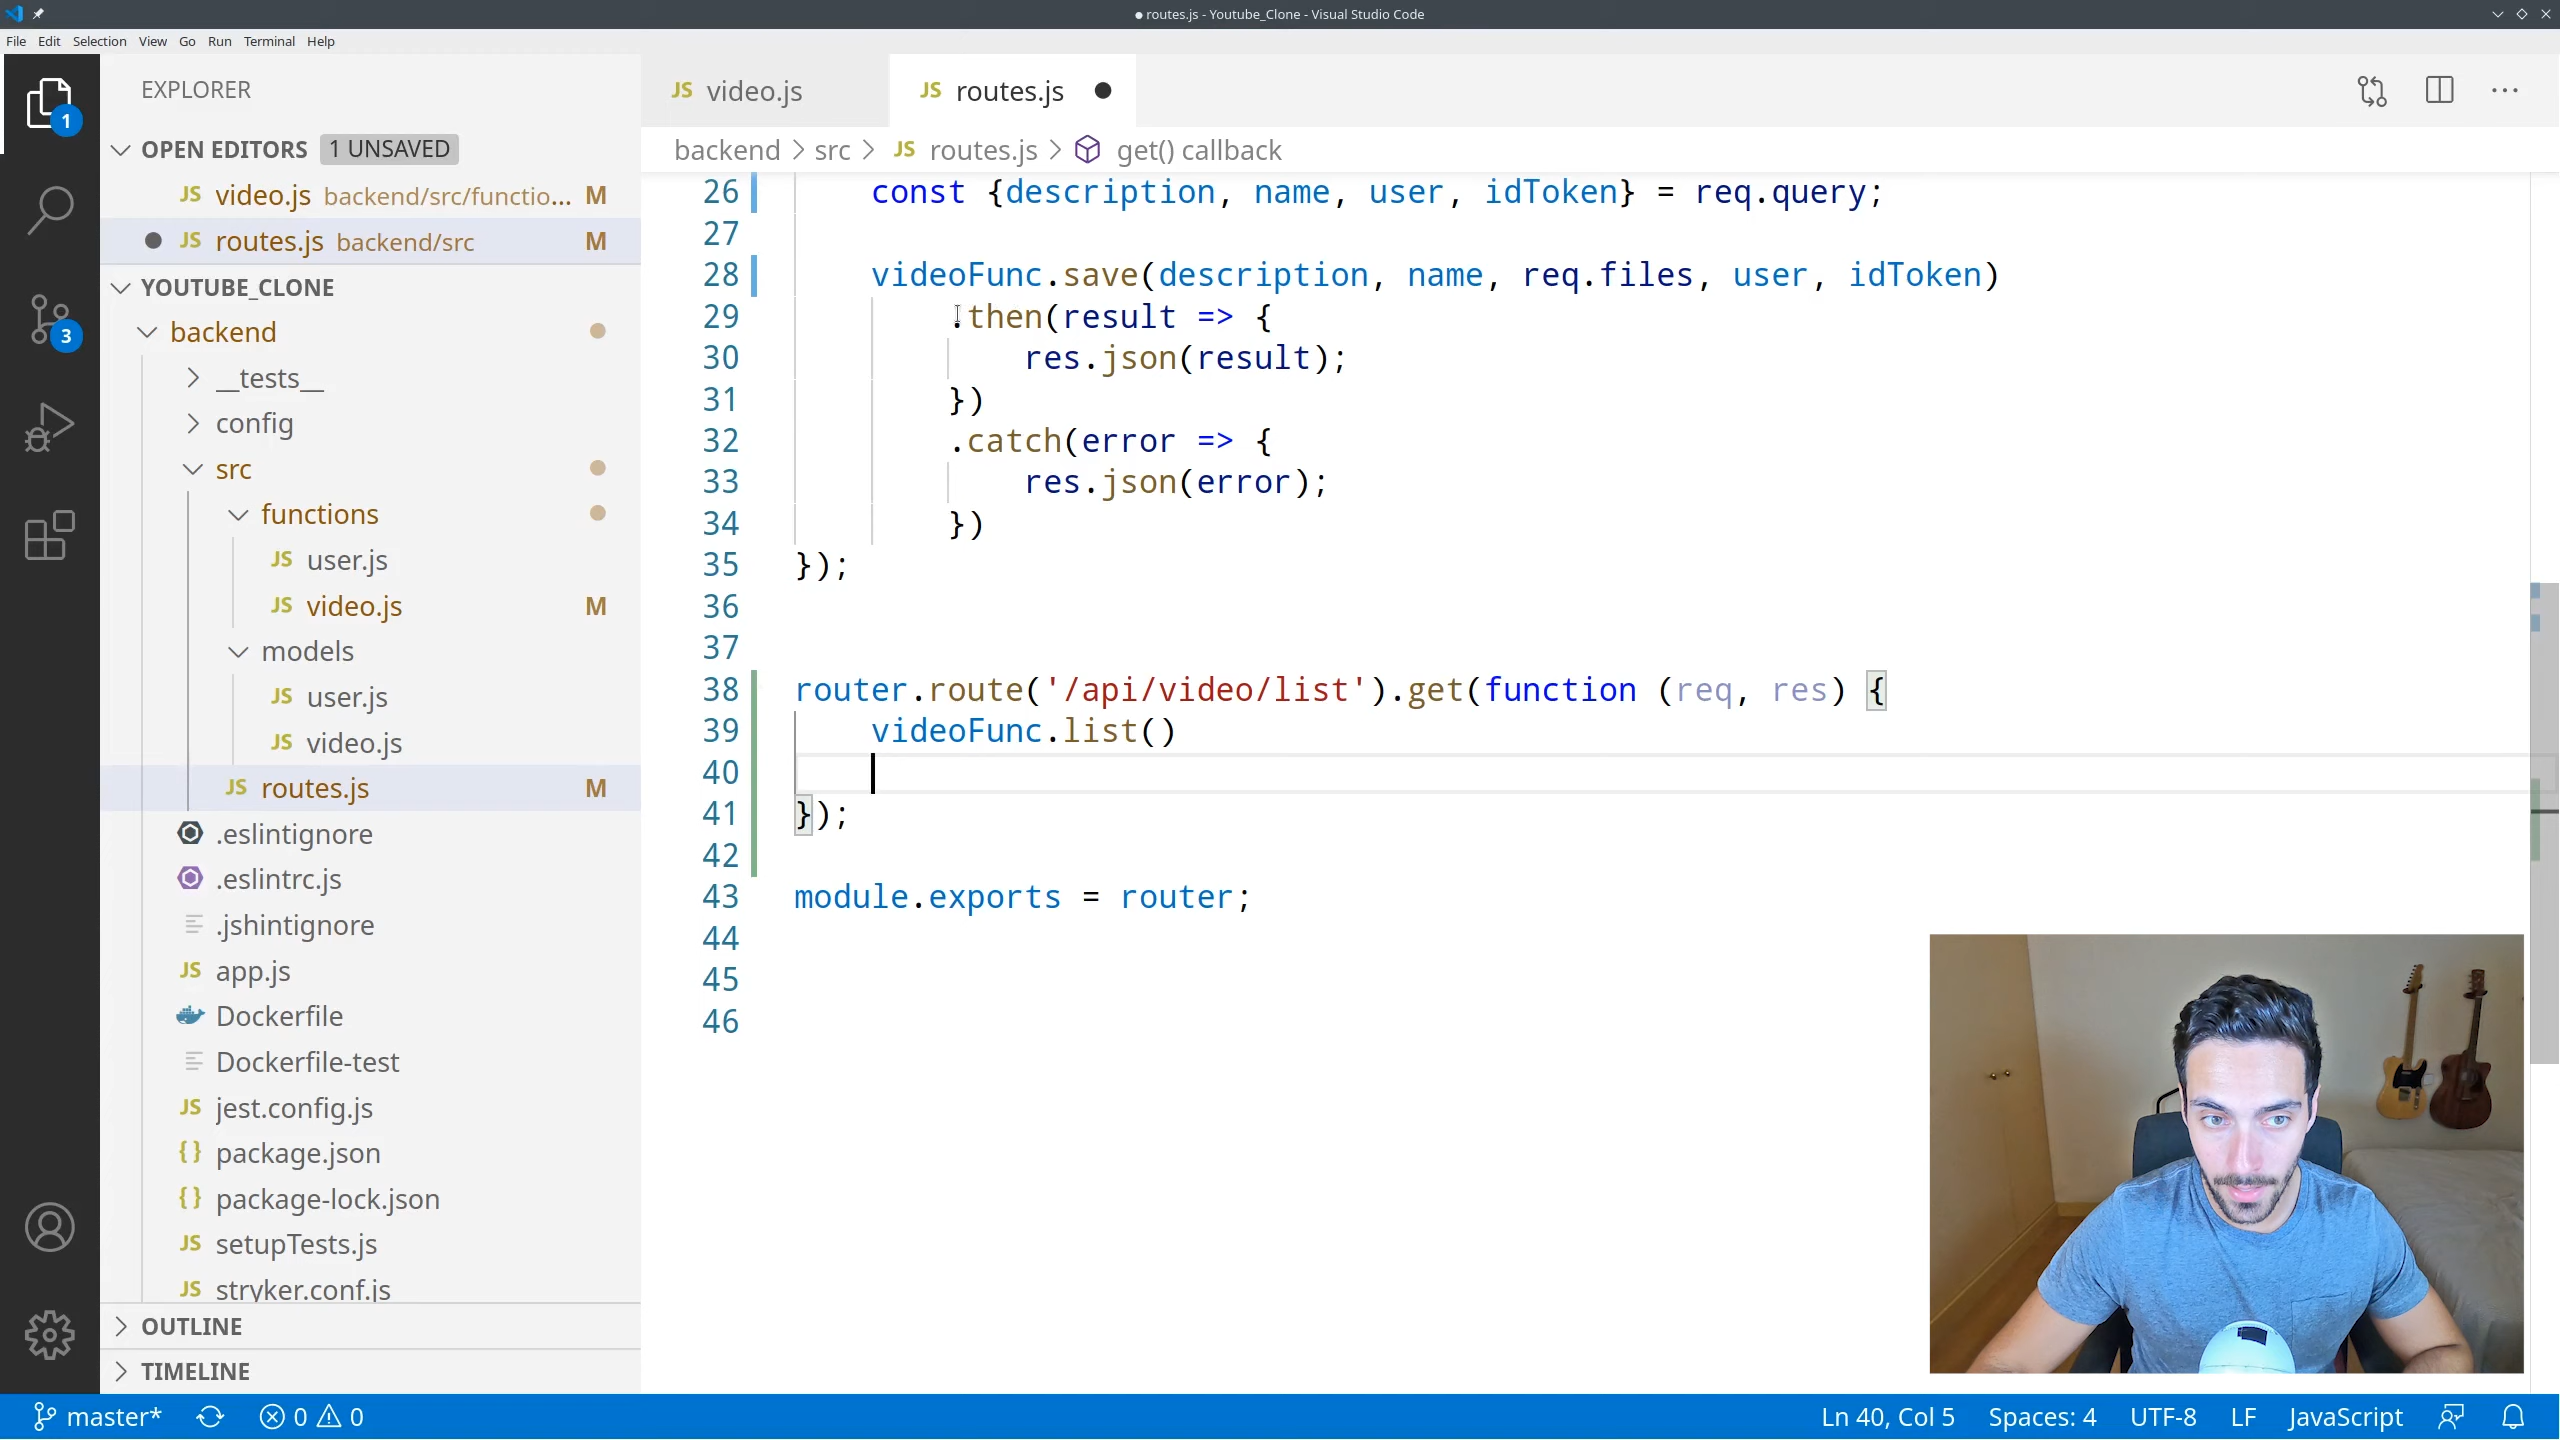 routes.js - Youtube_Clone - Visual Studio Code
File Edit Selection View Go Run Terminal Help
EXPLORER
OPEN EDITORS 1 UNSAVED
JS video.js backend/src/functio... M
JS routes.js backend/src M
YOUTUBE_CLONE
backend
__tests__
config
src
functions
JS user.js
JS video.js M
models
JS user.js
JS video.js
JS routes.js M
.eslintignore
.eslintrc.js
.jshintignore
JS app.js
Dockerfile
Dockerfile-test
JS jest.config.js
{} package.json
{} package-lock.json
JS setupTests.js
JS stryker.conf.js
OUTLINE
TIMELINE
1
3
JS video.js
JS routes.js
backend > src > JS routes.js > get() callback
26 const {description, name, user, idToken} = req.query;
27
28 videoFunc.save(description, name, req.files, user, idToken)
29 .then(result => {
30 res.json(result);
31 })
32 .catch(error => {
33 res.json(error);
34 })
35 });
36
37
38 router.route('/api/video/list').get(function (req, res) {
39 videoFunc.list()
40
41 });
42
43 module.exports = router;
44
45
46
master* 0 0 Ln 40, Col 5 Spaces: 4 UTF-8 LF JavaScript